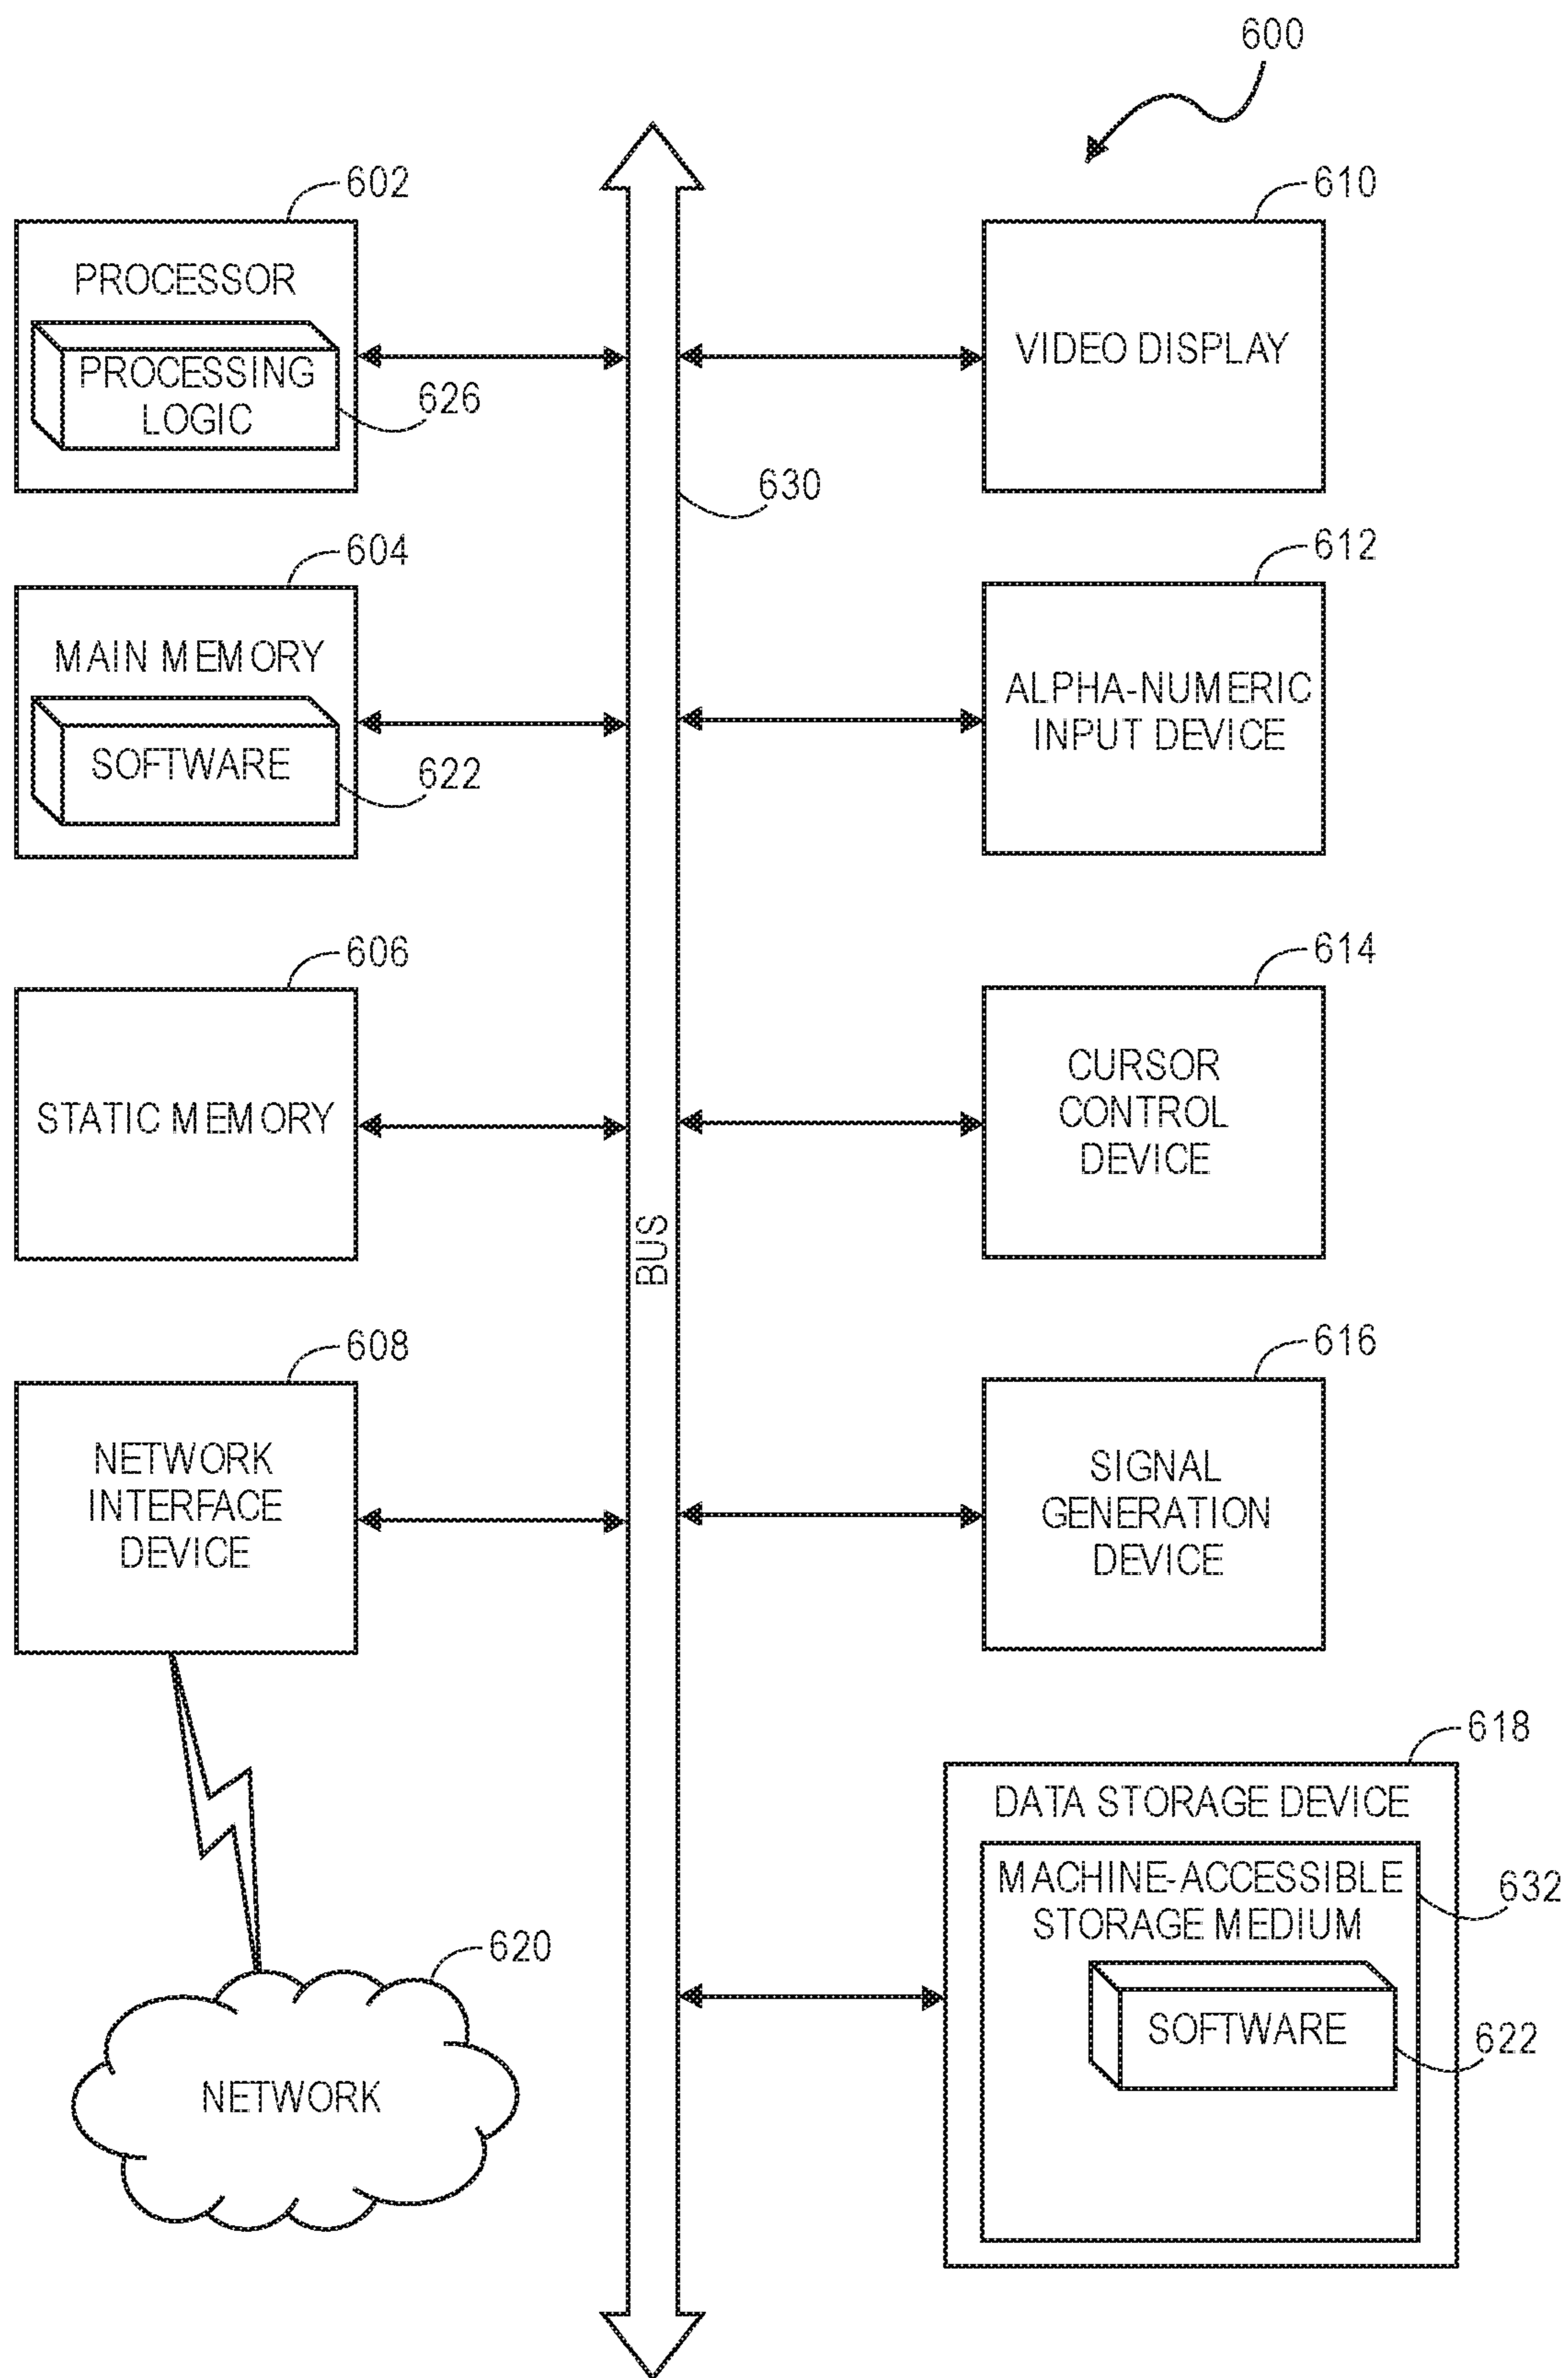 600
602
PROCESSOR
PROCESSING
LOGIC
626
604
MAIN MEMORY
SOFTWARE
622
606
STATIC MEMORY
608
NETWORK
INTERFACE
DEVICE
620
NETWORK
630
BUS
610
VIDEO DISPLAY
612
ALPHA-NUMERIC
INPUT DEVICE
614
CURSOR
CONTROL
DEVICE
616
SIGNAL
GENERATION
DEVICE
618
DATA STORAGE DEVICE
MACHINE-ACCESSIBLE
STORAGE MEDIUM
632
SOFTWARE
622